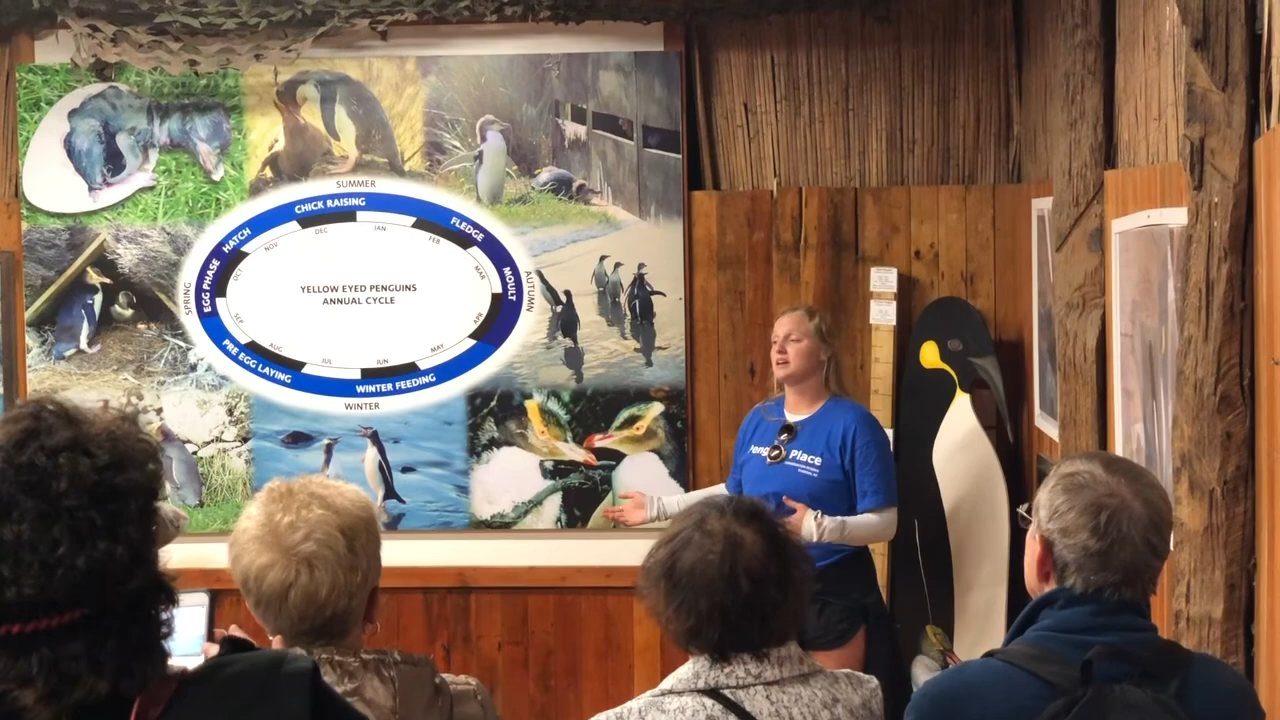 SUMMER
CHICK RAISING
HATCH
FLEDGE
DEC
JAN
NOV
FEB
OCT
MAR
EGG PHASE
SPRING
YELLOW EYED PENGUINS
ANNUAL CYCLE
MOULT
AUTUMN
SEP
APR
AUG
MAY
JUL
JUN
PRE EGG LAYING
WINTER FEEDING
WINTER
Place